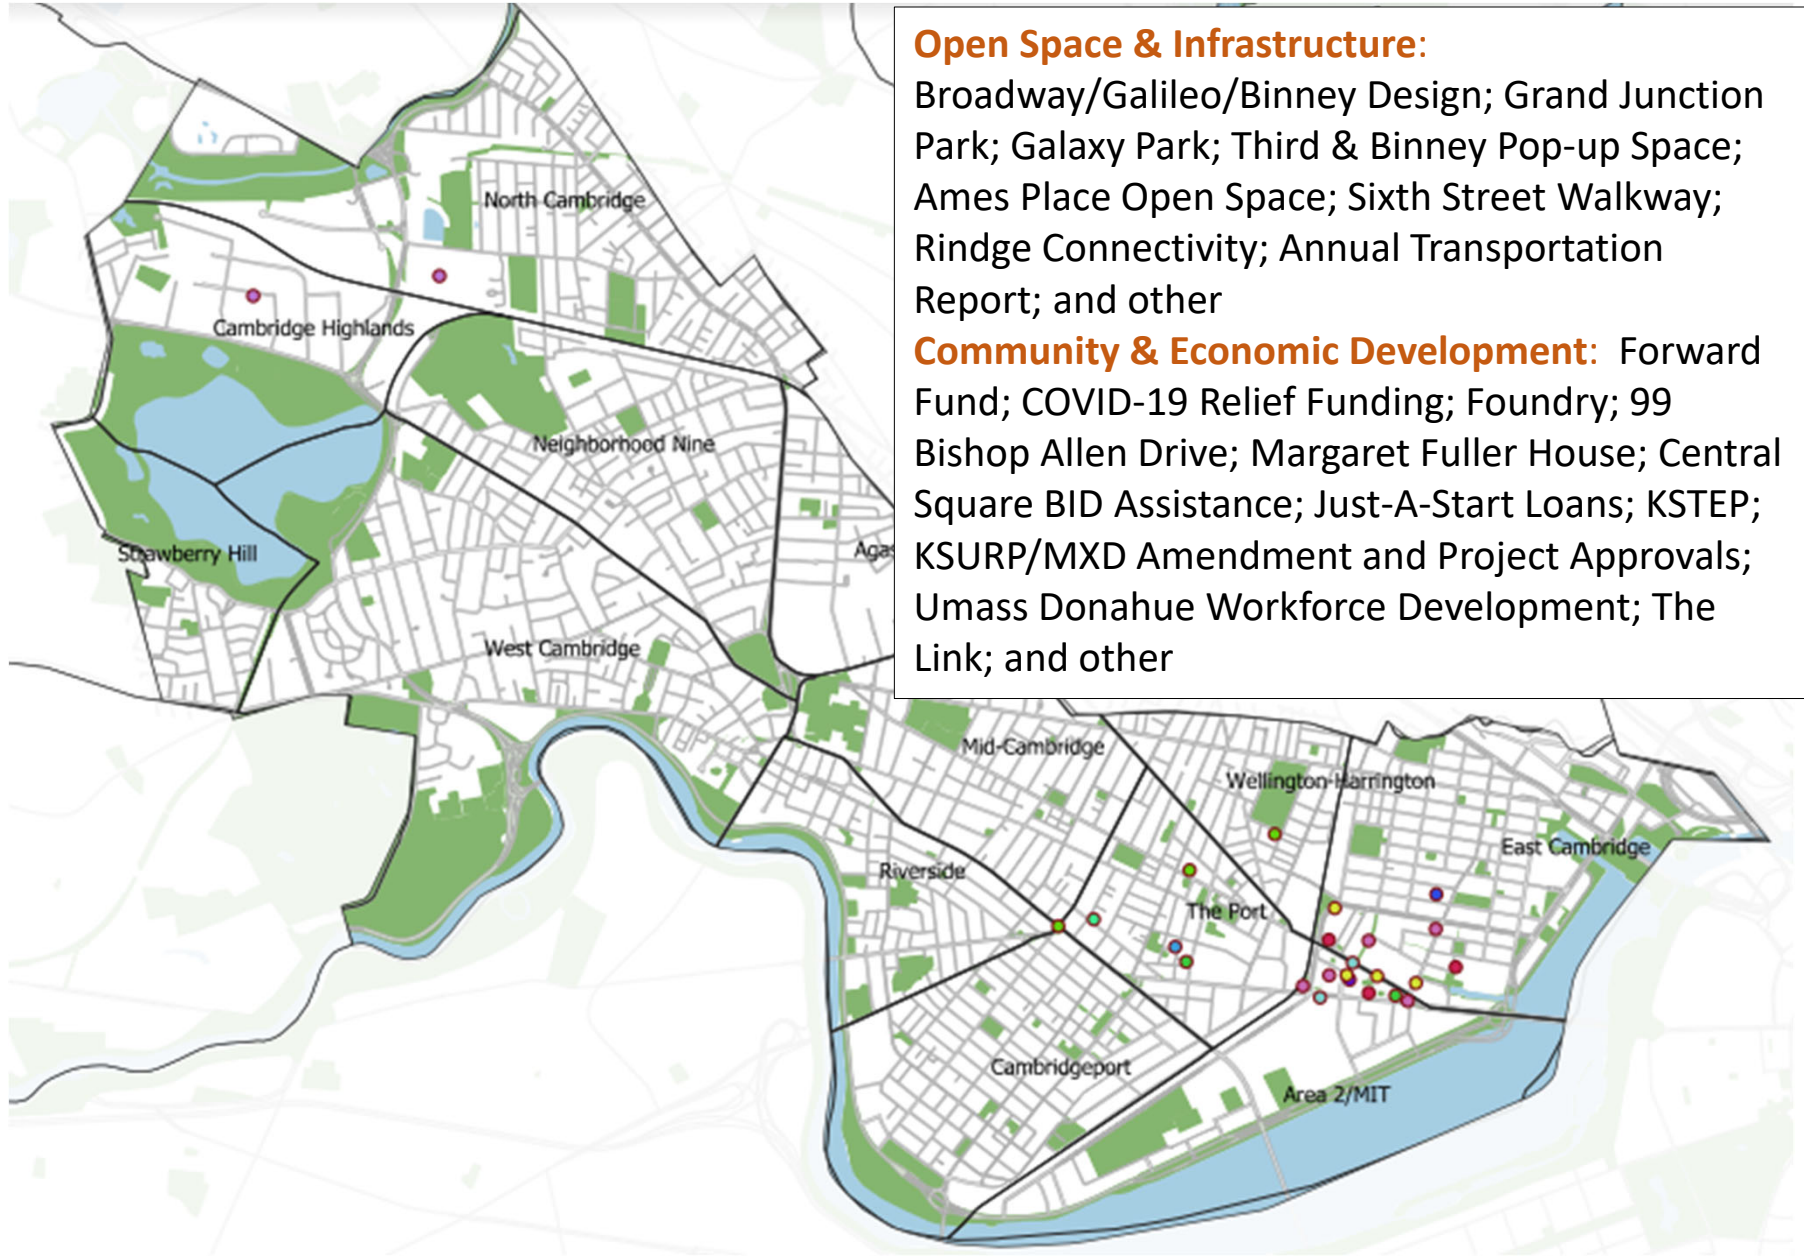 Open Space & Infrastructure:
Broadway/Galileo/Binney Design; Grand Junction
Park; Galaxy Park; Third & Binney Pop-up Space;
Ames Place Open Space; Sixth Street Walkway;
Rindge Connectivity; Annual Transportation
Report; and other
Community & Economic Development: Forward
Fund; COVID-19 Relief Funding; Foundry; 99
Bishop Allen Drive; Margaret Fuller House; Central
Square BID Assistance; Just-A-Start Loans; KSTEP;
KSURP/MXD Amendment and Project Approvals;
Umass Donahue Workforce Development; The
Link; and other
North Cambridge
Cambridge Highlands
Neighborhood Nine
Strawberry Hill
Agas
West Cambridge
Mid-Cambridge
Wellington-Harrington
East Cambridge
Riverside
The Port
Cambridgeport
Area 2/MIT